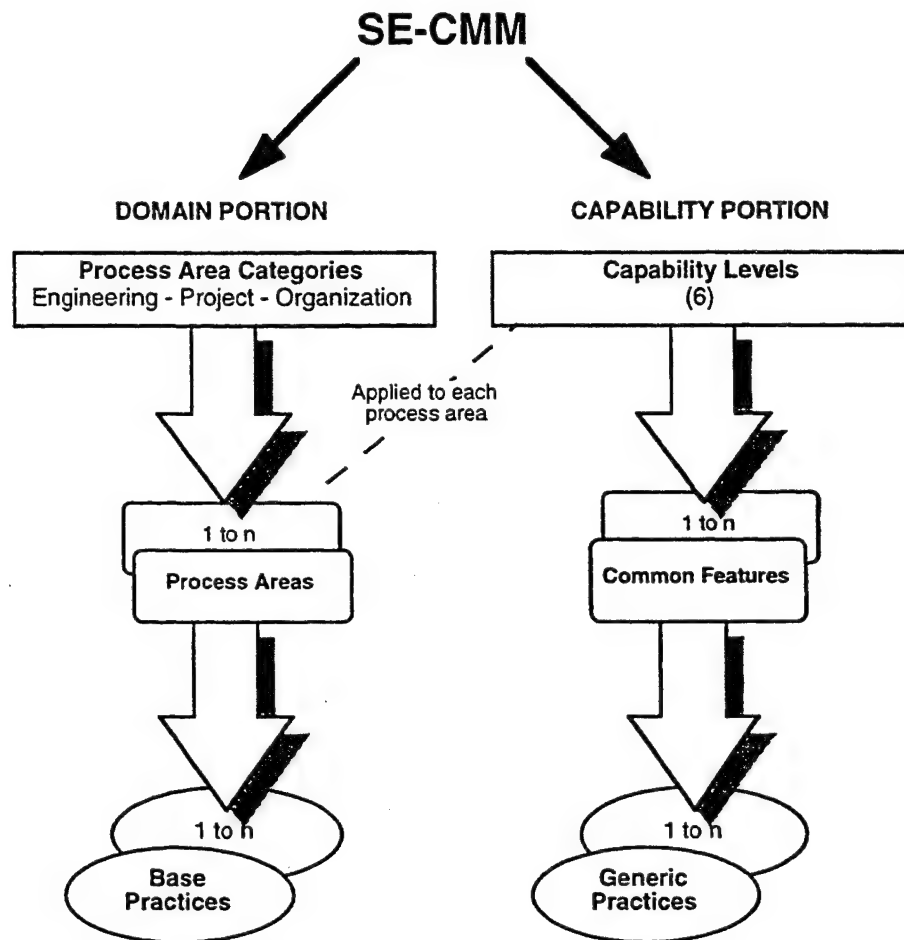 SE-CMM
DOMAIN PORTION
CAPABILITY PORTION
Process Area Categories
Engineering - Project - Organization
Capability Levels
(6)
Applied to each
process area
1 to n
Process Areas
1 to n
Common Features
1 to n
Base
Practices
1 to n
Generic
Practices